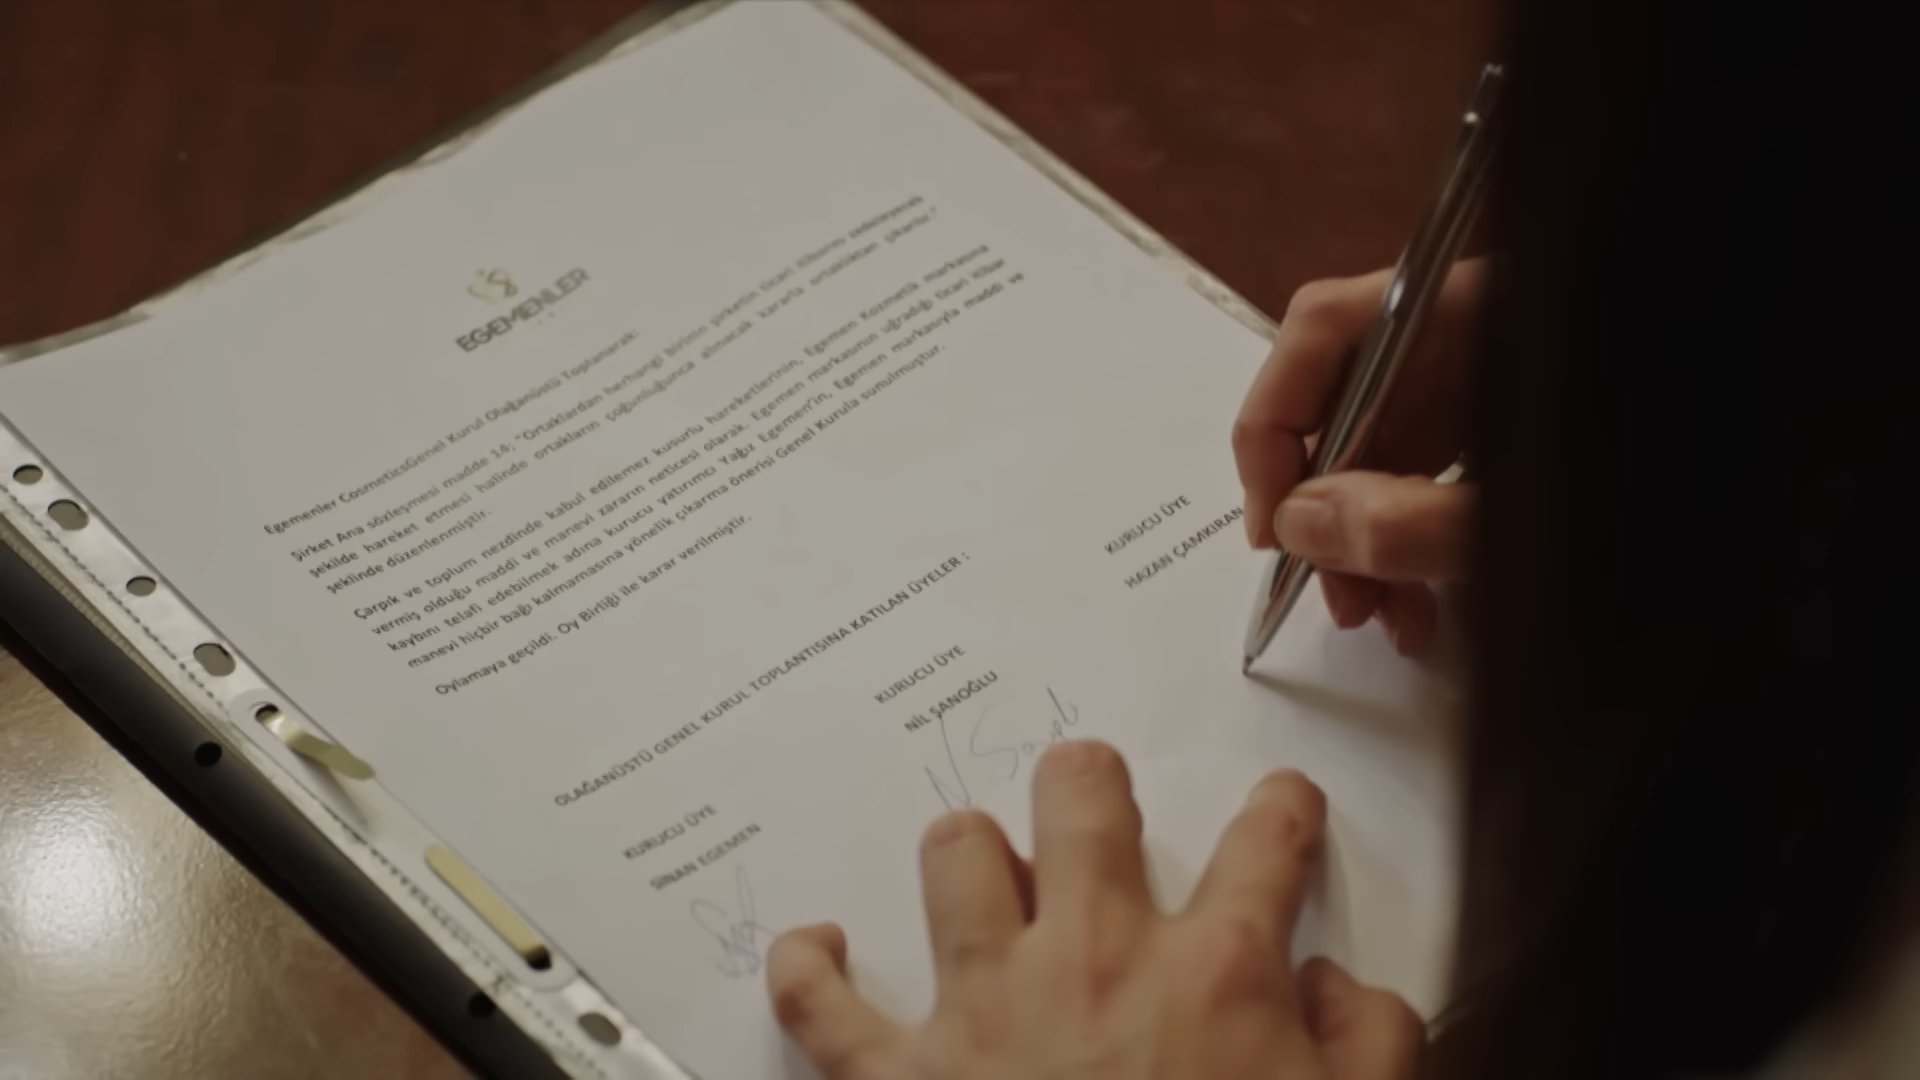 EGEMENLER
Egemenler CosmeticsGenel Kurul Olağanüstü Toplanarak;
Şirket Ana sözleşmesi madde 14; "Ortaklardan herhangi birinin şirketin ticari itibarını zedeleyecek
şekilde hareket etmesi halinde ortakların çoğunluğunca alınacak kararla ortaklıktan çıkarılır."
şeklinde düzenlenmiştir.
Çarpık ve toplum nezdinde kabul edilemez kusurlu hareketlerinin, Egemen Kozmetik markasına
vermiş olduğu maddi ve manevi zararın neticesi olarak. Egemen markasının uğradığı ticari itibar
kaybını telafi edebilmek adına kurucu yatırımcı Yağız Egemen'in, Egemen markasıyla maddi ve
manevi hiçbir bağı kalmamasına yönelik çıkarma önerisi Genel Kurula sunulmuştur.
Oylamaya geçildi. Oy Birliği ile karar verilmiştir.
OLAĞANÜSTÜ GENEL KURUL TOPLANTISINA KATILAN ÜYELER :
KURUCU ÜYE
SİNAN EGEMEN
KURUCU ÜYE
NİL ŞANOĞLU
KURUCU ÜYE
HAZAN ÇAMKIRAN